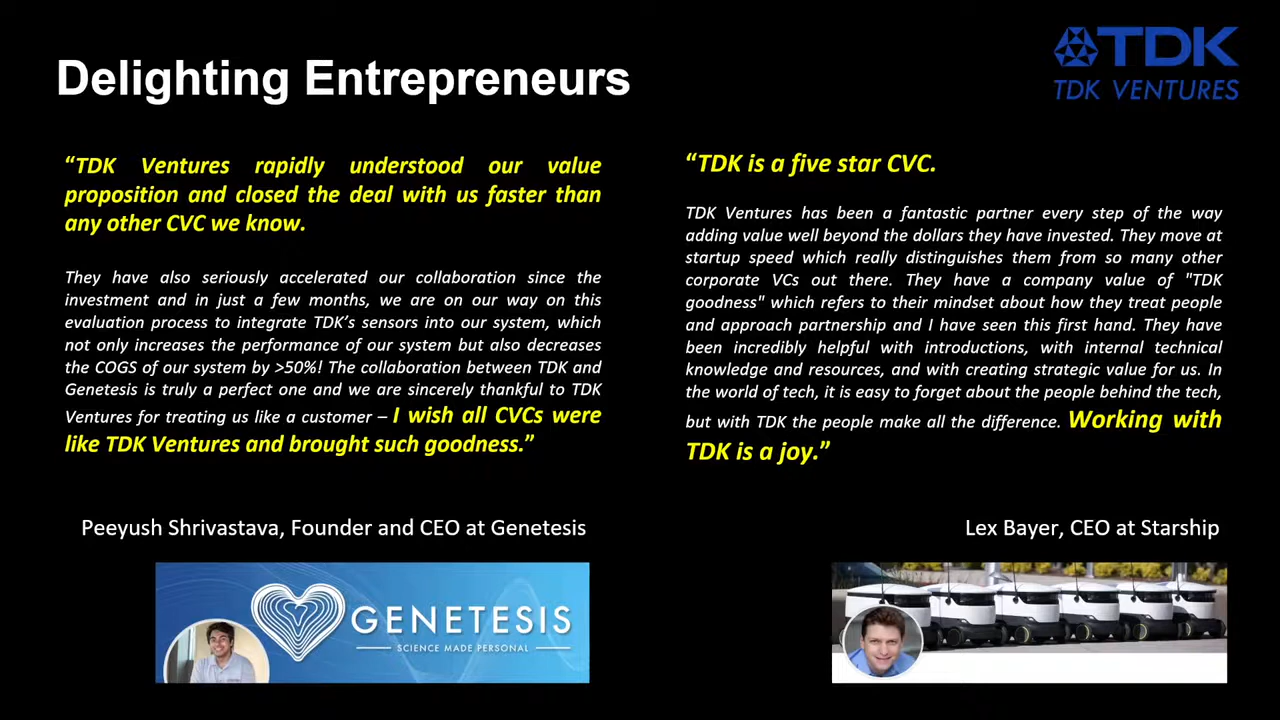 Delighting Entrepreneurs
TDK
TDK VENTURES
“TDK Ventures rapidly understood our value
proposition and closed the deal with us faster than
any other CVC we know.
They have also seriously accelerated our collaboration since the
investment and in just a few months, we are on our way on this
evaluation process to integrate TDK’s sensors into our system, which
not only increases the performance of our system but also decreases
the COGS of our system by >50%! The collaboration between TDK and
Genetesis is truly a perfect one and we are sincerely thankful to TDK
Ventures for treating us like a customer – I wish all CVCs were
like TDK Ventures and brought such goodness.”
Peeyush Shrivastava, Founder and CEO at Genetesis
GENETESIS
SCIENCE MADE PERSONAL
“TDK is a five star CVC.
TDK Ventures has been a fantastic partner every step of the way
adding value well beyond the dollars they have invested. They move at
startup speed which really distinguishes them from so many other
corporate VCs out there. They have a company value of "TDK
goodness" which refers to their mindset about how they treat people
and approach partnership and I have seen this first hand. They have
been incredibly helpful with introductions, with internal technical
knowledge and resources, and with creating strategic value for us. In
the world of tech, it is easy to forget about the people behind the tech,
but with TDK the people make all the difference. Working with
TDK is a joy.”
Lex Bayer, CEO at Starship